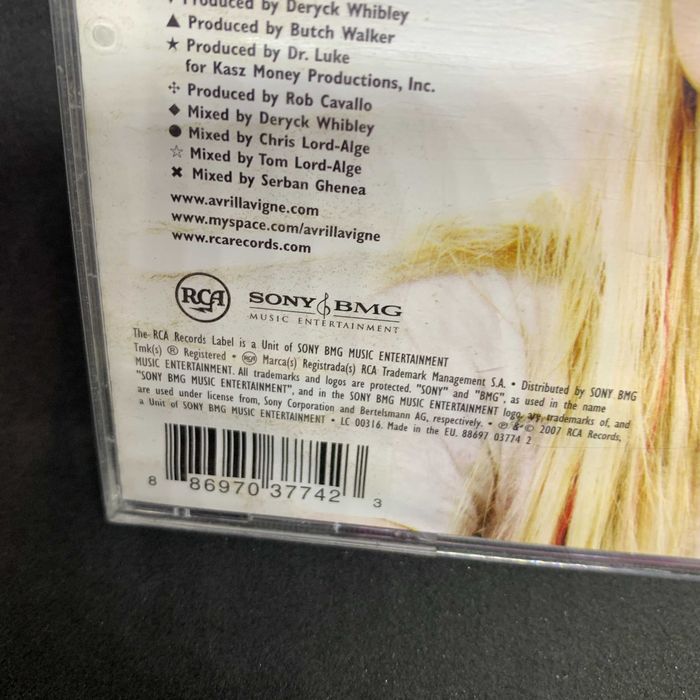 Produced by Deryck Whibley
▲ Produced by Butch Walker
★ Produced by Dr. Luke
for Kasz Money Productions, Inc.
✣ Produced by Rob Cavallo
◆ Mixed by Deryck Whibley
● Mixed by Chris Lord-Alge
☆ Mixed by Tom Lord-Alge
✖ Mixed by Serban Ghenea
www.avrillavigne.com
www.myspace.com/avrillavigne
www.rcarecords.com
RCA SONY BMG
MUSIC ENTERTAINMENT
The RCA Records Label is a Unit of SONY BMG MUSIC ENTERTAINMENT
Tmk(s) ® Registered • RCA Marca(s) Registrada(s) RCA Trademark Management S.A. • Distributed by SONY BMG
MUSIC ENTERTAINMENT. All trademarks and logos are protected. "SONY" and "BMG", as used in the name
"SONY BMG MUSIC ENTERTAINMENT", and in the SONY BMG MUSIC ENTERTAINMENT logo, are trademarks of, and
are used under license from, Sony Corporation and Bertelsmann AG, respectively. • ℗ & © 2007 RCA Records,
a Unit of SONY BMG MUSIC ENTERTAINMENT • LC 00316. Made in the EU. 88697 03774 2
8 86970 37742 3